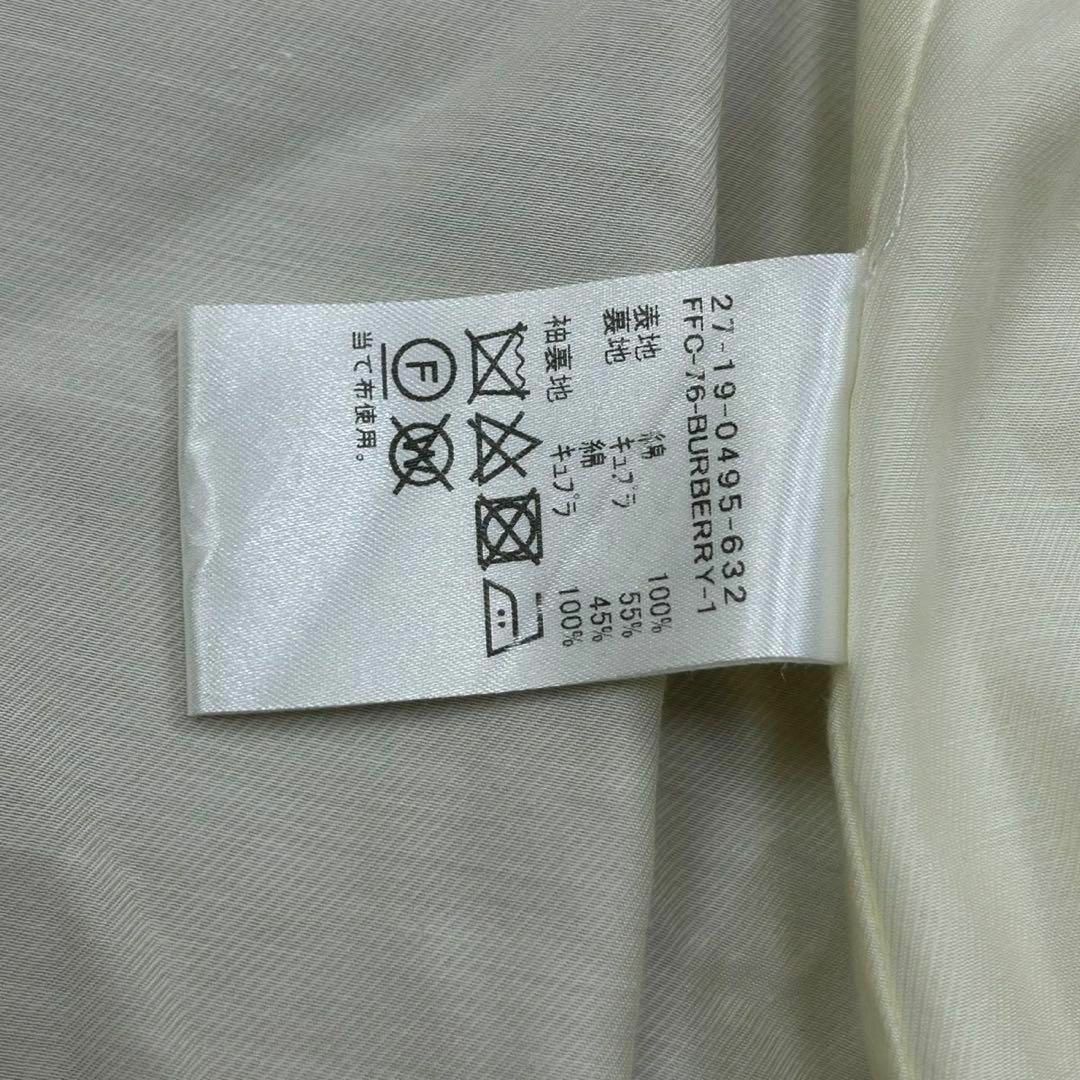 27-19-0495-632
FFC-76-BURBERRY-1
表地 綿 100%
裏地 キュプラ 55%
綿 45%
袖裏地 キュプラ 100%
F W
当て布使用。